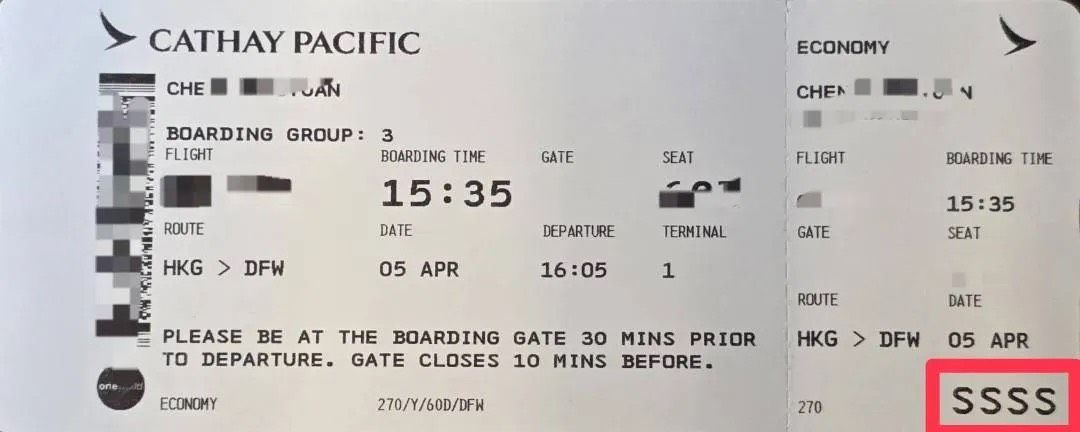 CATHAY PACIFIC
CHE
BOARDING GROUP: 3
FLIGHT BOARDING TIME GATE SEAT
15:35
ROUTE DATE DEPARTURE TERMINAL
HKG > DFW 05 APR 16:05 1
PLEASE BE AT THE BOARDING GATE 30 MINS PRIOR
TO DEPARTURE. GATE CLOSES 10 MINS BEFORE.
ECONOMY 270/Y/60D/DFW
ECONOMY
FLIGHT BOARDING TIME
15:35
GATE SEAT
ROUTE DATE
HKG > DFW 05 APR
270 SSSS